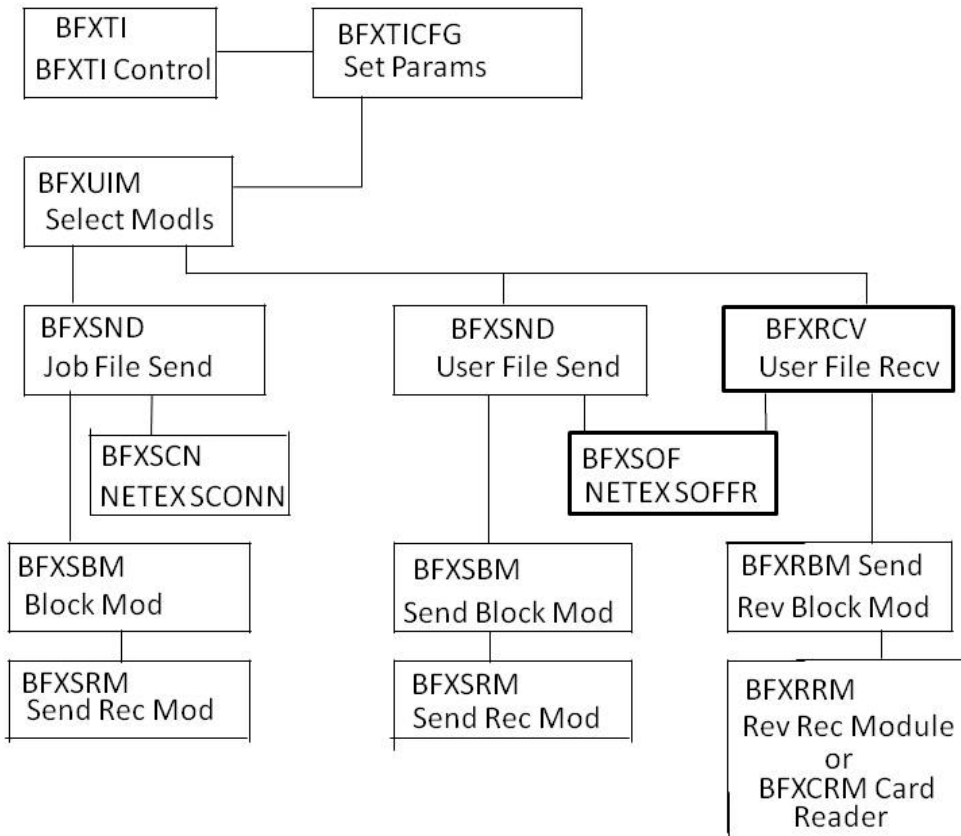 BFXTI
BFXTI Control
BFXTICFG
Set Params
BFXUIM
Select Modls
BFXSND
Job File Send
BFXSND
User File Send
BFXRCV
User File Recv
BFXSCN
NETEX SCONN
BFXSOF
NETEX SOFFR
BFXSBM
Block Mod
BFXSBM
Send Block Mod
BFXRBM Send
Rev Block Mod
BFXSRM
Send Rec Mod
BFXSRM
Send Rec Mod
BFXRRM
Rev Rec Module
or
BFXCRM Card
Reader